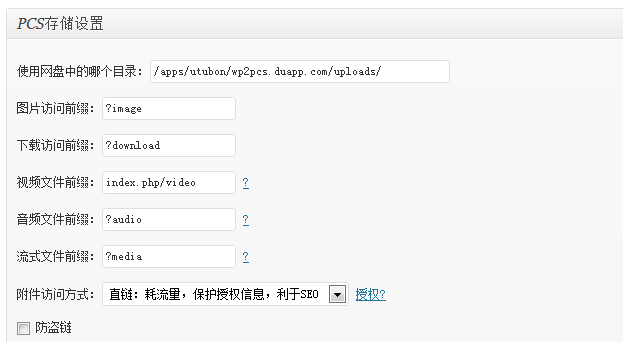 PCS存储设置
使用网盘中的哪个目录： /apps/utubon/wp2pcs.duapp.com/uploads/
图片访问前缀： ?image
下载访问前缀： ?download
视频文件前缀： index.php/video ?
音频文件前缀： ?audio ?
流式文件前缀： ?media ?
附件访问方式： 直链：耗流量，保护授权信息，利于SEO 授权?
防盗链